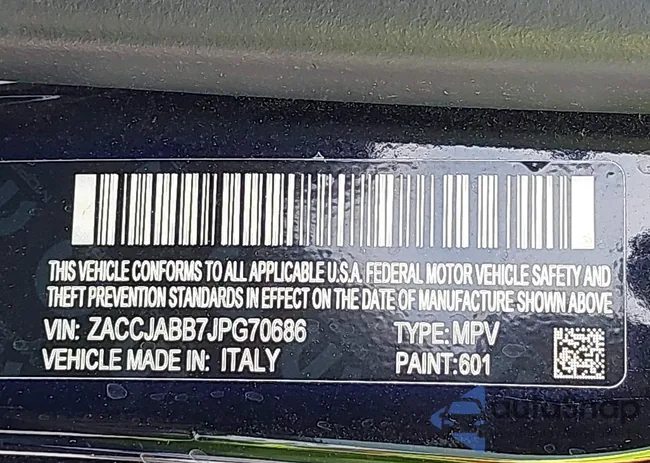 THIS VEHICLE CONFORMS TO ALL APPLICABLE U.S.A. FEDERAL MOTOR VEHICLE SAFETY AND
THEFT PREVENTION STANDARDS IN EFFECT ON THE DATE OF MANUFACTURE SHOWN ABOVE
VIN: ZACCJABB7JPG70686 TYPE: MPV
VEHICLE MADE IN: ITALY PAINT: 601
autosnap